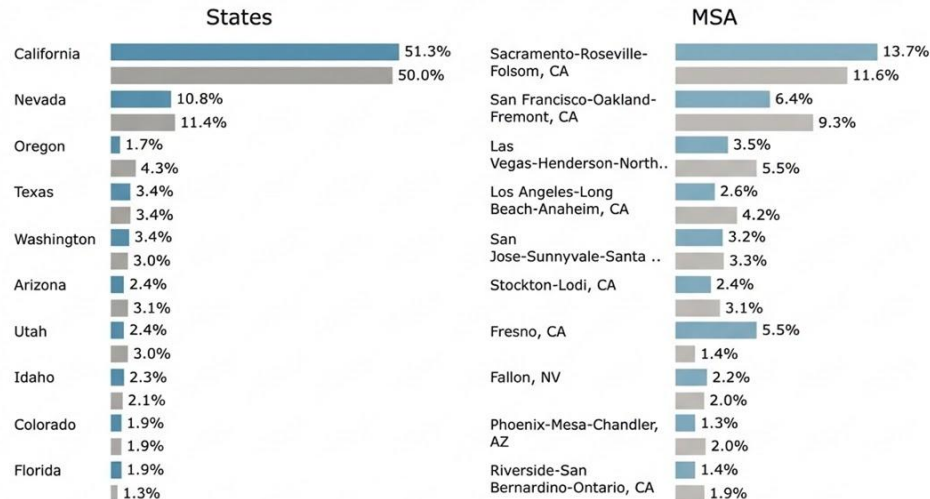 States
California
51.3%
50.0%
Nevada
10.8%
11.4%
Oregon
1.7%
4.3%
Texas
3.4%
3.4%
Washington
3.4%
3.0%
Arizona
2.4%
3.1%
Utah
2.4%
3.0%
Idaho
2.3%
2.1%
Colorado
1.9%
1.9%
Florida
1.9%
1.3%
MSA
Sacramento-Roseville-
Folsom, CA
13.7%
11.6%
San Francisco-Oakland-
Fremont, CA
6.4%
9.3%
Las
Vegas-Henderson-North..
3.5%
5.5%
Los Angeles-Long
Beach-Anaheim, CA
2.6%
4.2%
San
Jose-Sunnyvale-Santa ..
3.2%
3.3%
Stockton-Lodi, CA
2.4%
3.1%
Fresno, CA
5.5%
1.4%
Fallon, NV
2.2%
2.0%
Phoenix-Mesa-Chandler,
AZ
1.3%
2.0%
Riverside-San
Bernardino-Ontario, CA
1.4%
1.9%